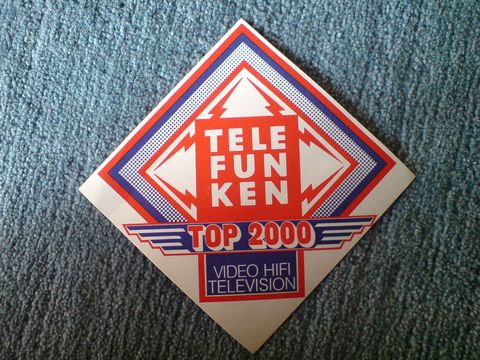 TELE
FUN
KEN
TOP 2000
VIDEO HIFI
TELEVISION